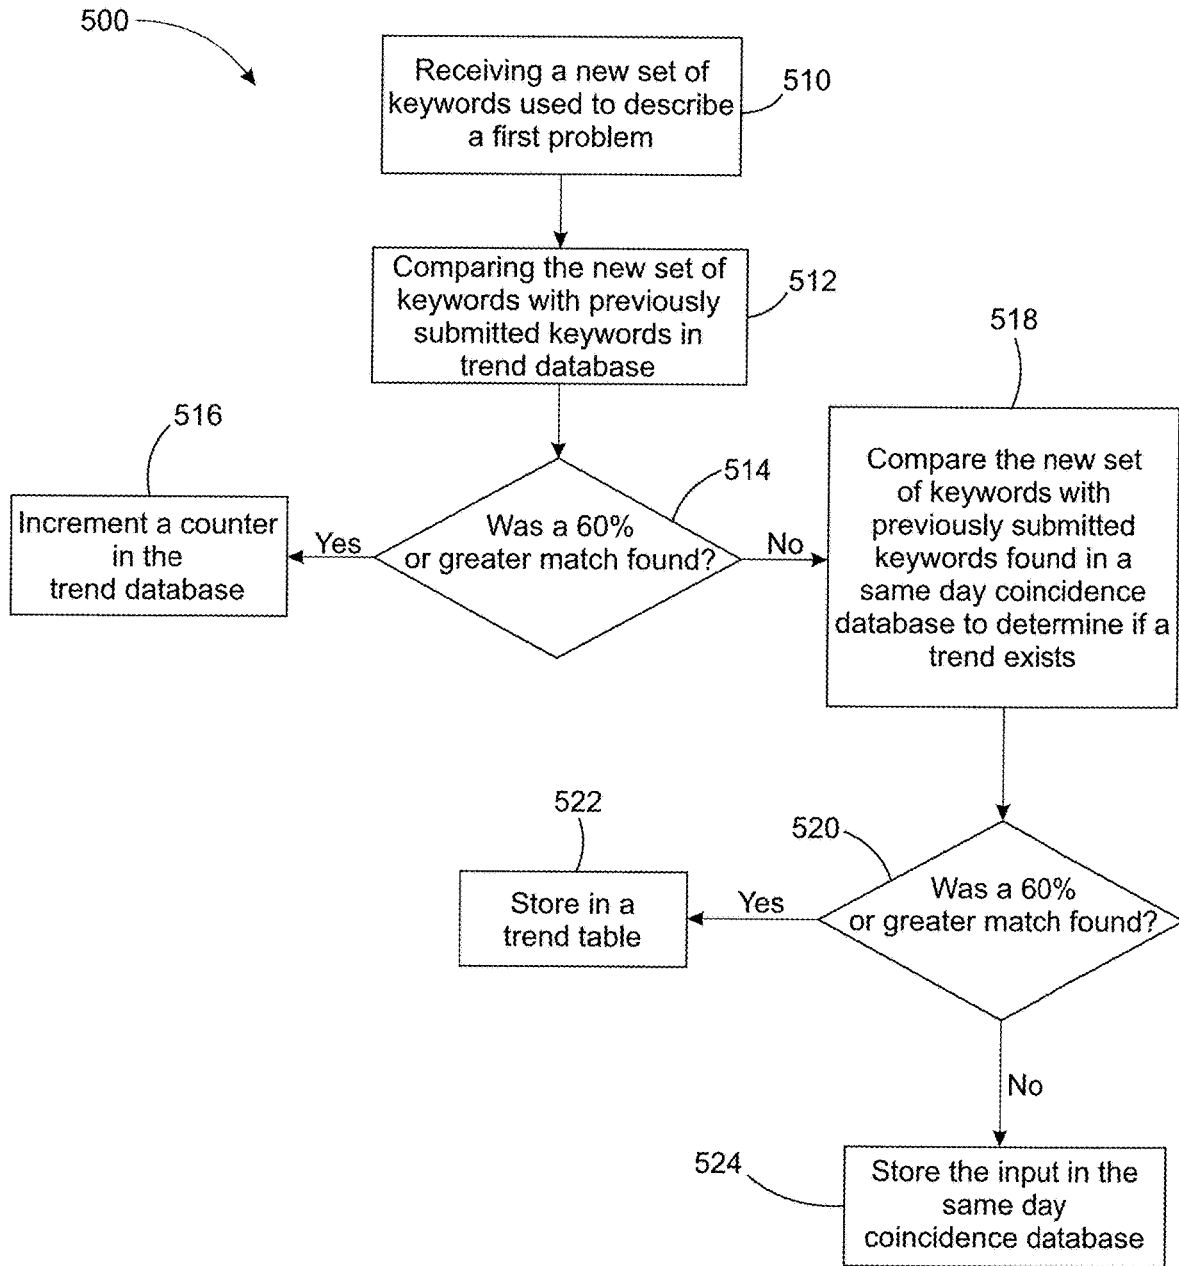 500
Receiving a new set of
keywords used to describe
a first problem
510
Comparing the new set of
keywords with previously
submitted keywords in
trend database
512
518
516
514
Increment a counter
in the
trend database
Yes
Was a 60%
or greater match found?
No
Compare the new set
of keywords with
previously submitted
keywords found in a
same day coincidence
database to determine if a
trend exists
522
520
Store in a
trend table
Yes
Was a 60%
or greater match found?
No
524
Store the input in the
same day
coincidence database